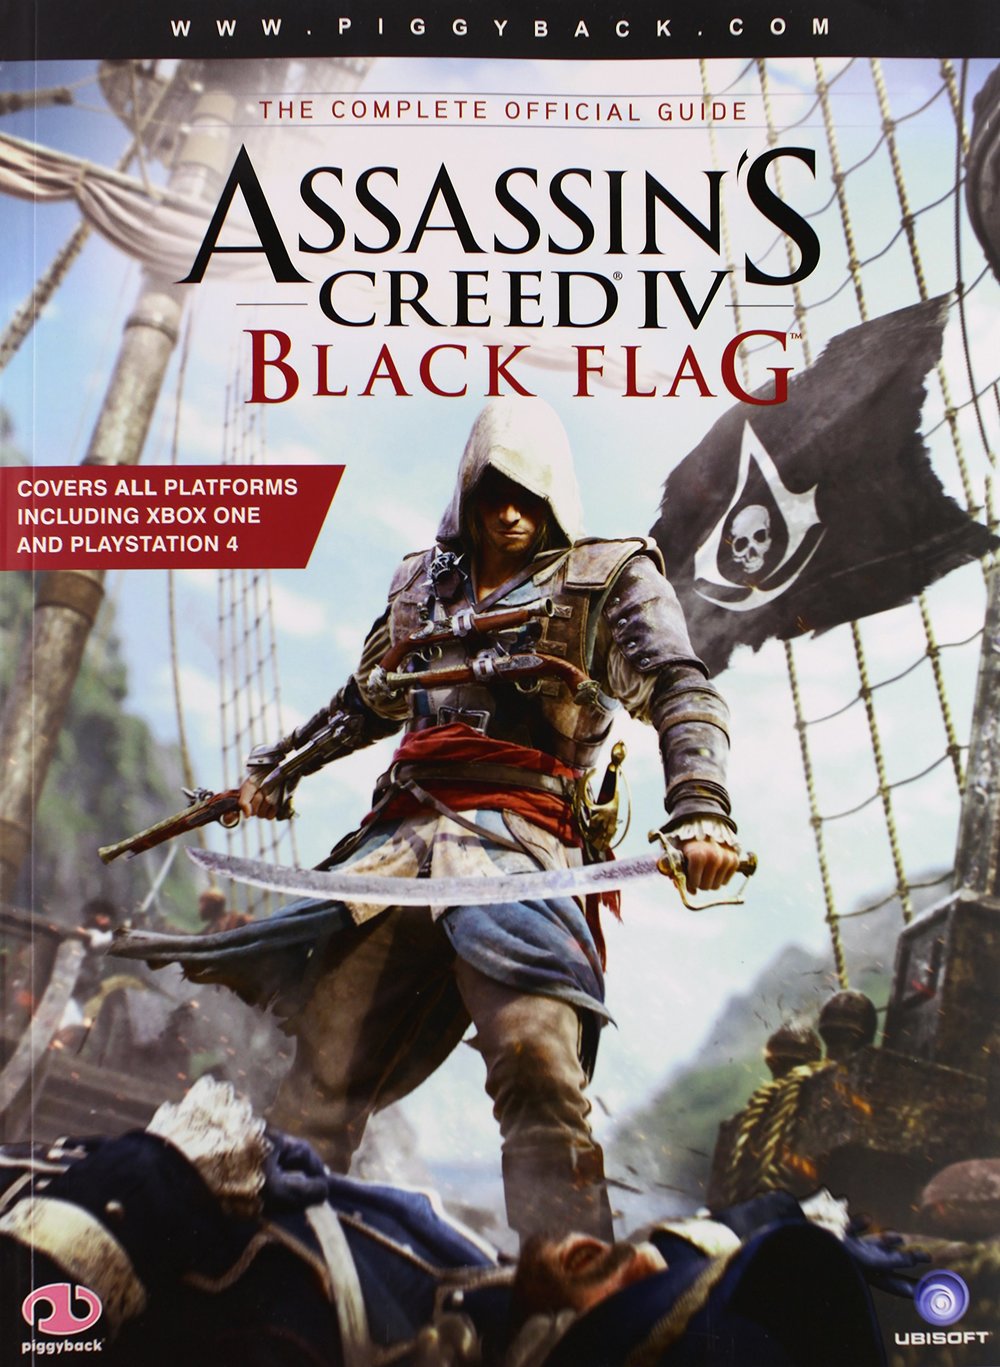 WWW.PIGGYBACK.COM
THE COMPLETE OFFICIAL GUIDE
ASSASSIN'S
CREED® IV
BLACK FLAG™
COVERS ALL PLATFORMS
INCLUDING XBOX ONE
AND PLAYSTATION 4
piggyback
UBISOFT